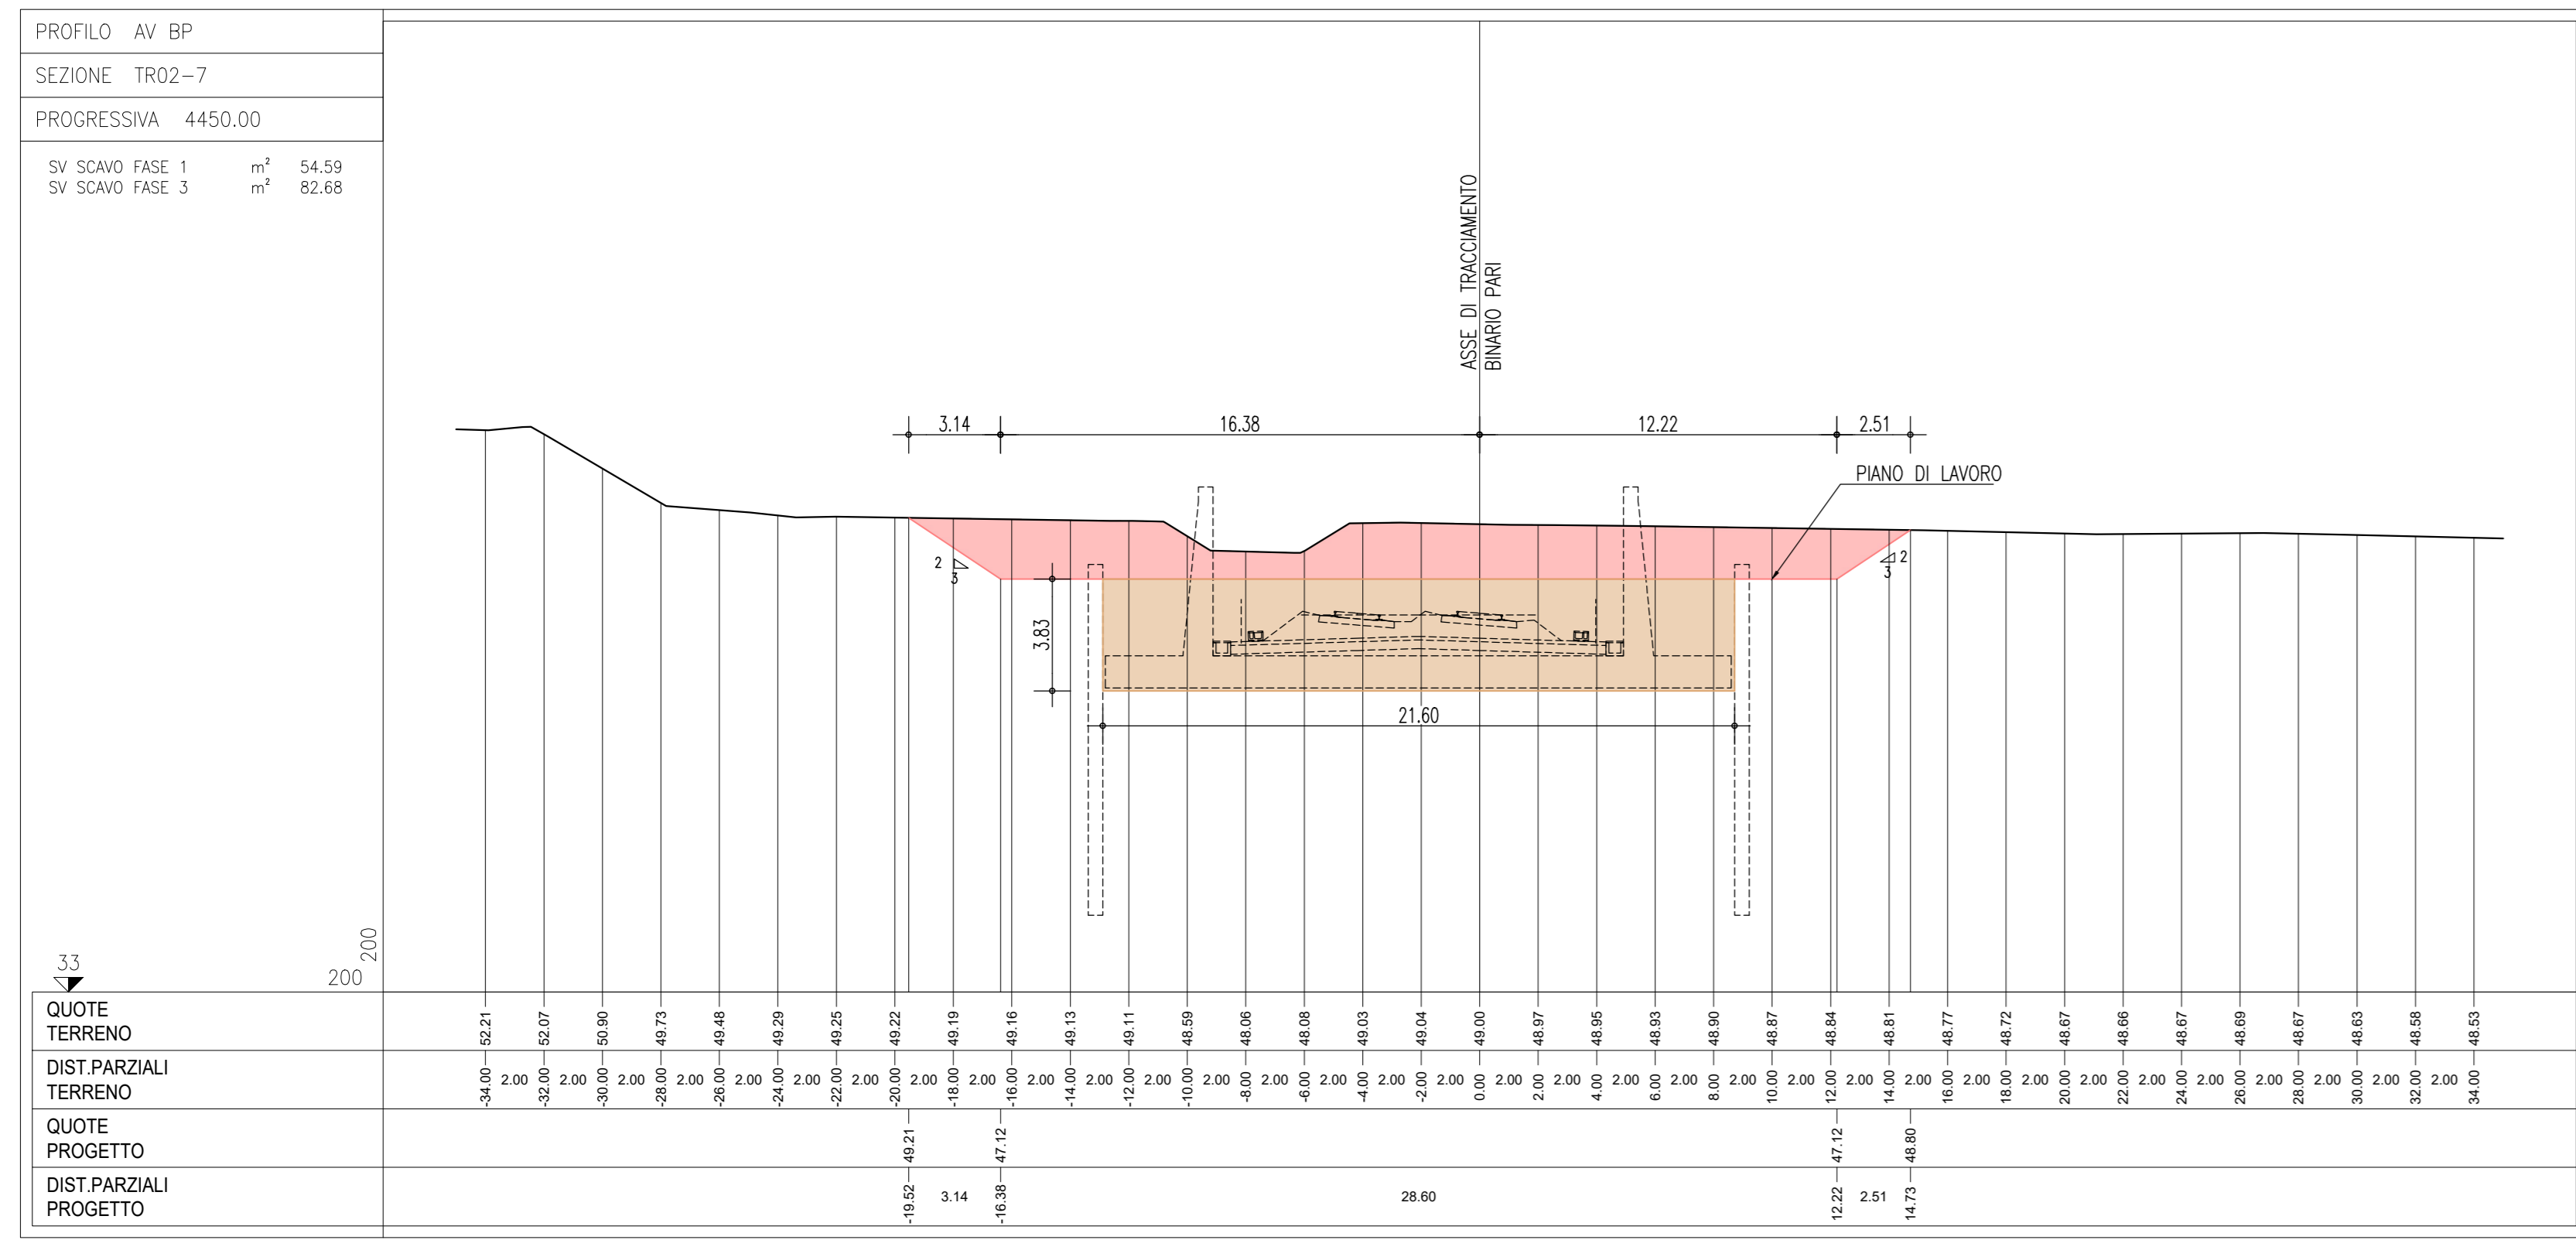 PROFILO AV BP
SEZIONE TR02-7
PROGRESSIVA 4450.00
SV SCAVO FASE 1 m² 54.59
SV SCAVO FASE 3 m² 82.68
ASSE DI TRACCIAMENTO
BINARIO PARI
3.14 16.38 12.22 2.51
PIANO DI LAVORO
2
3
2
3
3.83
21.60
33
200
200
QUOTE
TERRENO
52.21 52.07 50.90 49.73 49.48 49.29 49.25 49.22 49.19 49.16 49.13 49.11 48.59 48.06 48.08 49.03 49.04 49.00 48.97 48.95 48.93 48.90 48.87 48.84 48.81 48.77 48.72 48.67 48.66 48.67 48.69 48.67 48.63 48.58 48.53
DIST.PARZIALI
TERRENO
-34.00 2.00 -32.00 2.00 -30.00 2.00 -28.00 2.00 -26.00 2.00 -24.00 2.00 -22.00 2.00 -20.00 2.00 -18.00 2.00 -16.00 2.00 -14.00 2.00 -12.00 2.00 -10.00 2.00 -8.00 2.00 -6.00 2.00 -4.00 2.00 -2.00 2.00 0.00 2.00 2.00 2.00 4.00 2.00 6.00 2.00 8.00 2.00 10.00 2.00 12.00 2.00 14.00 2.00 16.00 2.00 18.00 2.00 20.00 2.00 22.00 2.00 24.00 2.00 26.00 2.00 28.00 2.00 30.00 2.00 32.00 2.00 34.00
QUOTE
PROGETTO
49.21 47.12 47.12 48.80
DIST.PARZIALI
PROGETTO
-19.52 3.14 -16.38 28.60 12.22 2.51 14.73